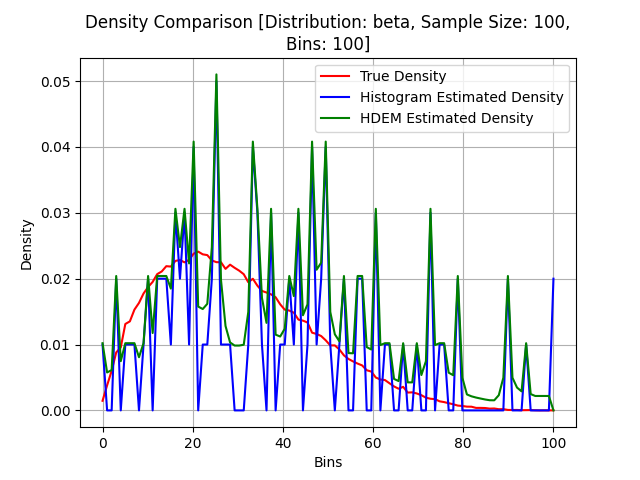 Density Comparison [Distribution: beta, Sample Size: 100,
Bins: 100]
True Density
Histogram Estimated Density
HDEM Estimated Density
Density
0.05
0.04
0.03
0.02
0.01
0.00
0 20 40 60 80 100
Bins